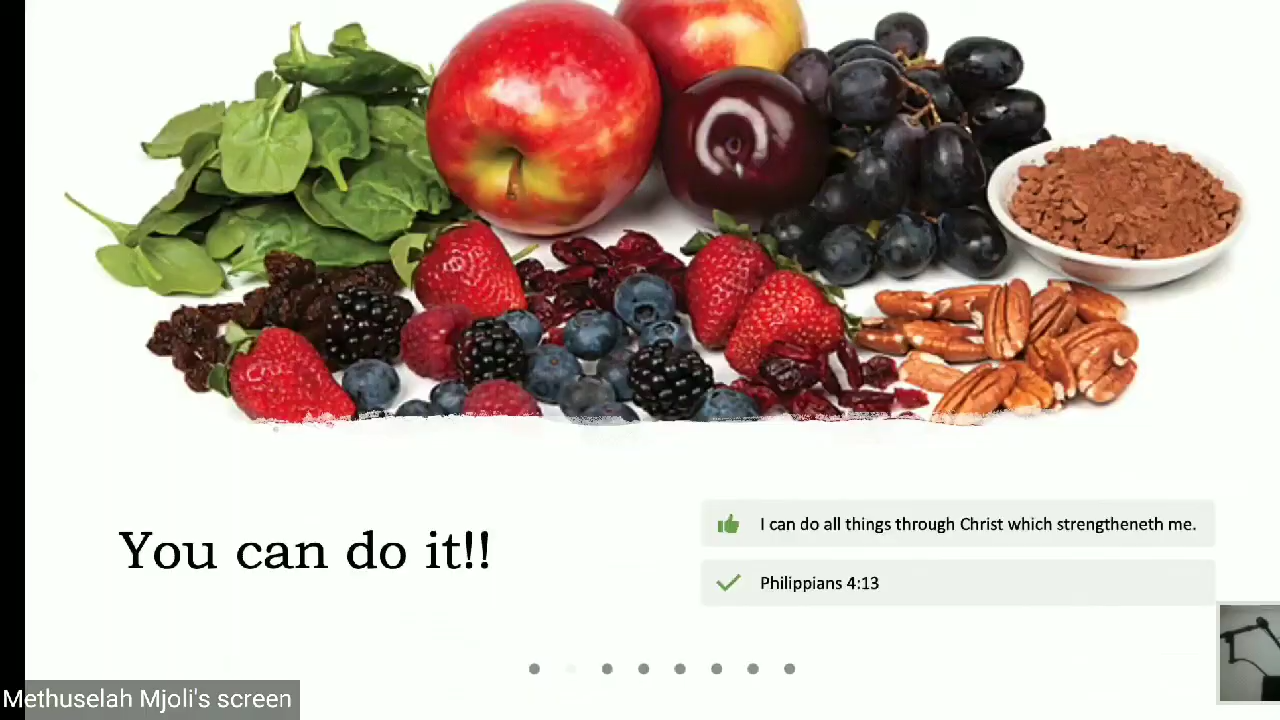 You can do it!!
I can do all things through Christ which strengtheneth me.
Philippians 4:13
Methuselah Mjoli's screen